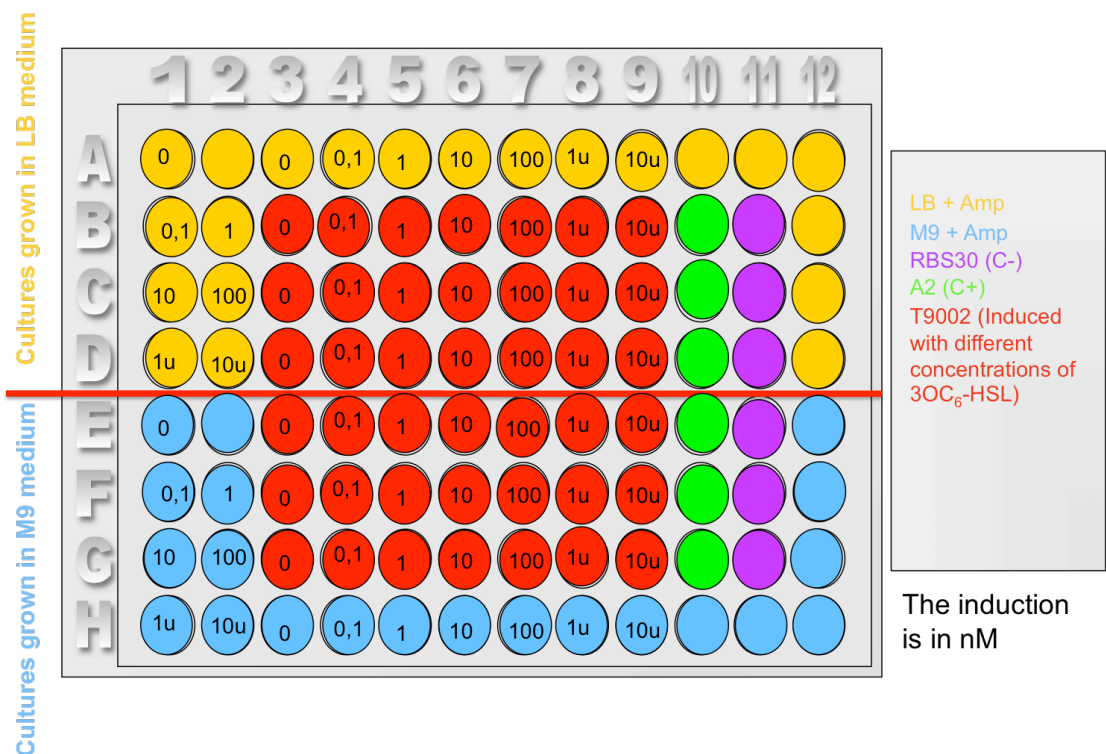 Cultures grown in LB medium
Cultures grown in M9 medium
1 2 3 4 5 6 7 8 9 10 11 12
A 0 0 0,1 1 10 100 1u 10u
B 0,1 1 0 0,1 1 10 100 1u 10u
C 10 100 0 0,1 1 10 100 1u 10u
D 1u 10u 0 0,1 1 10 100 1u 10u
E 0 0 0,1 1 10 100 1u 10u
F 0,1 1 0 0,1 1 10 100 1u 10u
G 10 100 0 0,1 1 10 100 1u 10u
H 1u 10u 0 0,1 1 10 100 1u 10u
LB + Amp
M9 + Amp
RBS30 (C-)
A2 (C+)
T9002 (Induced
with different
concentrations of
3OC₆-HSL)
The induction
is in nM